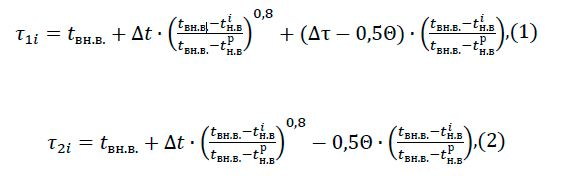 τ₁ᵢ = tвн.в. + Δt · ((tвн.в.−tⁱн.в)/(tвн.в.−tᵖн.в))^0,8 + (Δτ − 0,5Θ) · ((tвн.в.−tⁱн.в)/(tвн.в.−tᵖн.в)),(1)
τ₂ᵢ = tвн.в. + Δt · ((tвн.в.−tⁱн.в)/(tвн.в.−tᵖн.в))^0,8 − 0,5Θ · ((tвн.в.−tⁱн.в)/(tвн.в.−tᵖн.в)),(2)